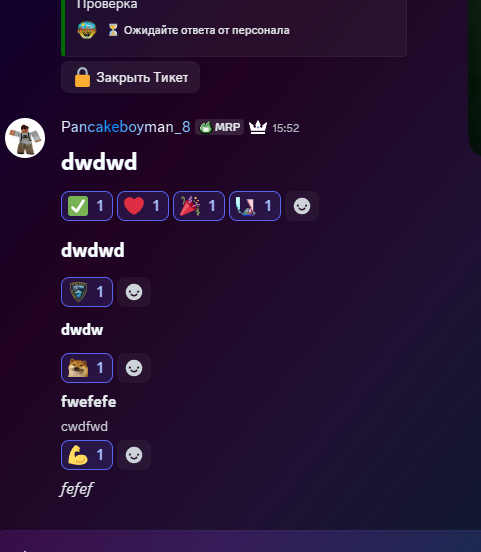 Проверка
Ожидайте ответа от персонала
Закрыть Тикет
Pancakeboyman_8 MRP 15:52
dwdwd
1 1 1 1
dwdwd
1
dwdw
1
fwefefe
cwdfwd
1
fefef